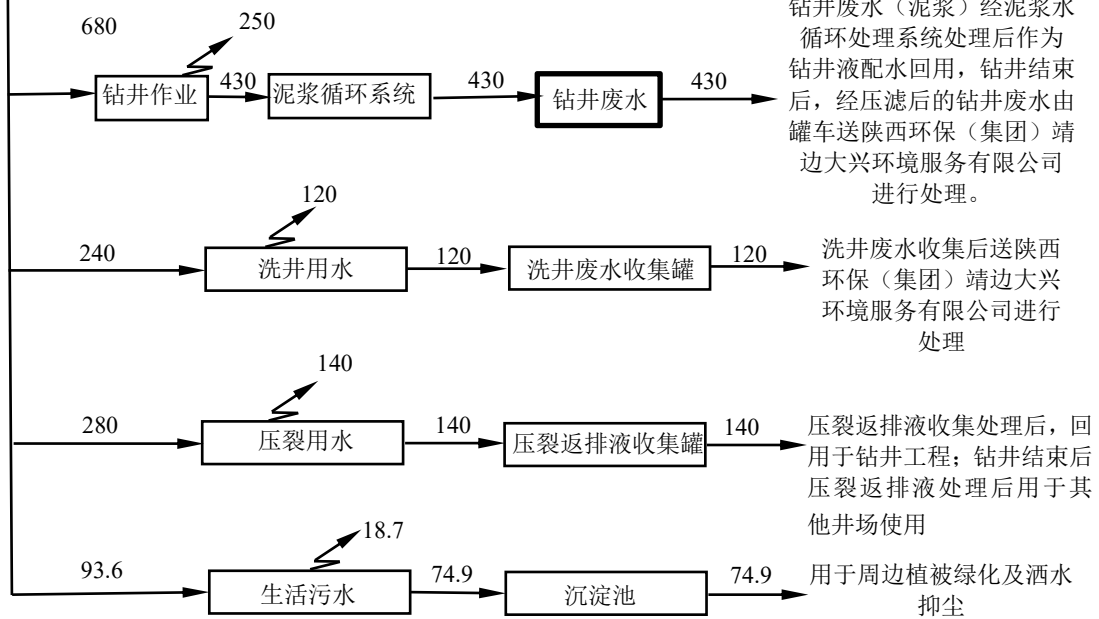 钻井废水（泥浆）经泥浆水
循环处理系统处理后作为
钻井液配水回用，钻井结束
后，经压滤后的钻井废水由
罐车送陕西环保（集团）靖
边大兴环境服务有限公司
进行处理。
680
250
钻井作业
430
泥浆循环系统
430
钻井废水
430
120
240
洗井用水
120
洗井废水收集罐
120
洗井废水收集后送陕西
环保（集团）靖边大兴
环境服务有限公司进行
处理
140
280
压裂用水
140
压裂返排液收集罐
140
压裂返排液收集处理后，回
用于钻井工程；钻井结束后
压裂返排液处理后用于其
他井场使用
18.7
93.6
生活污水
74.9
沉淀池
74.9
用于周边植被绿化及洒水
抑尘